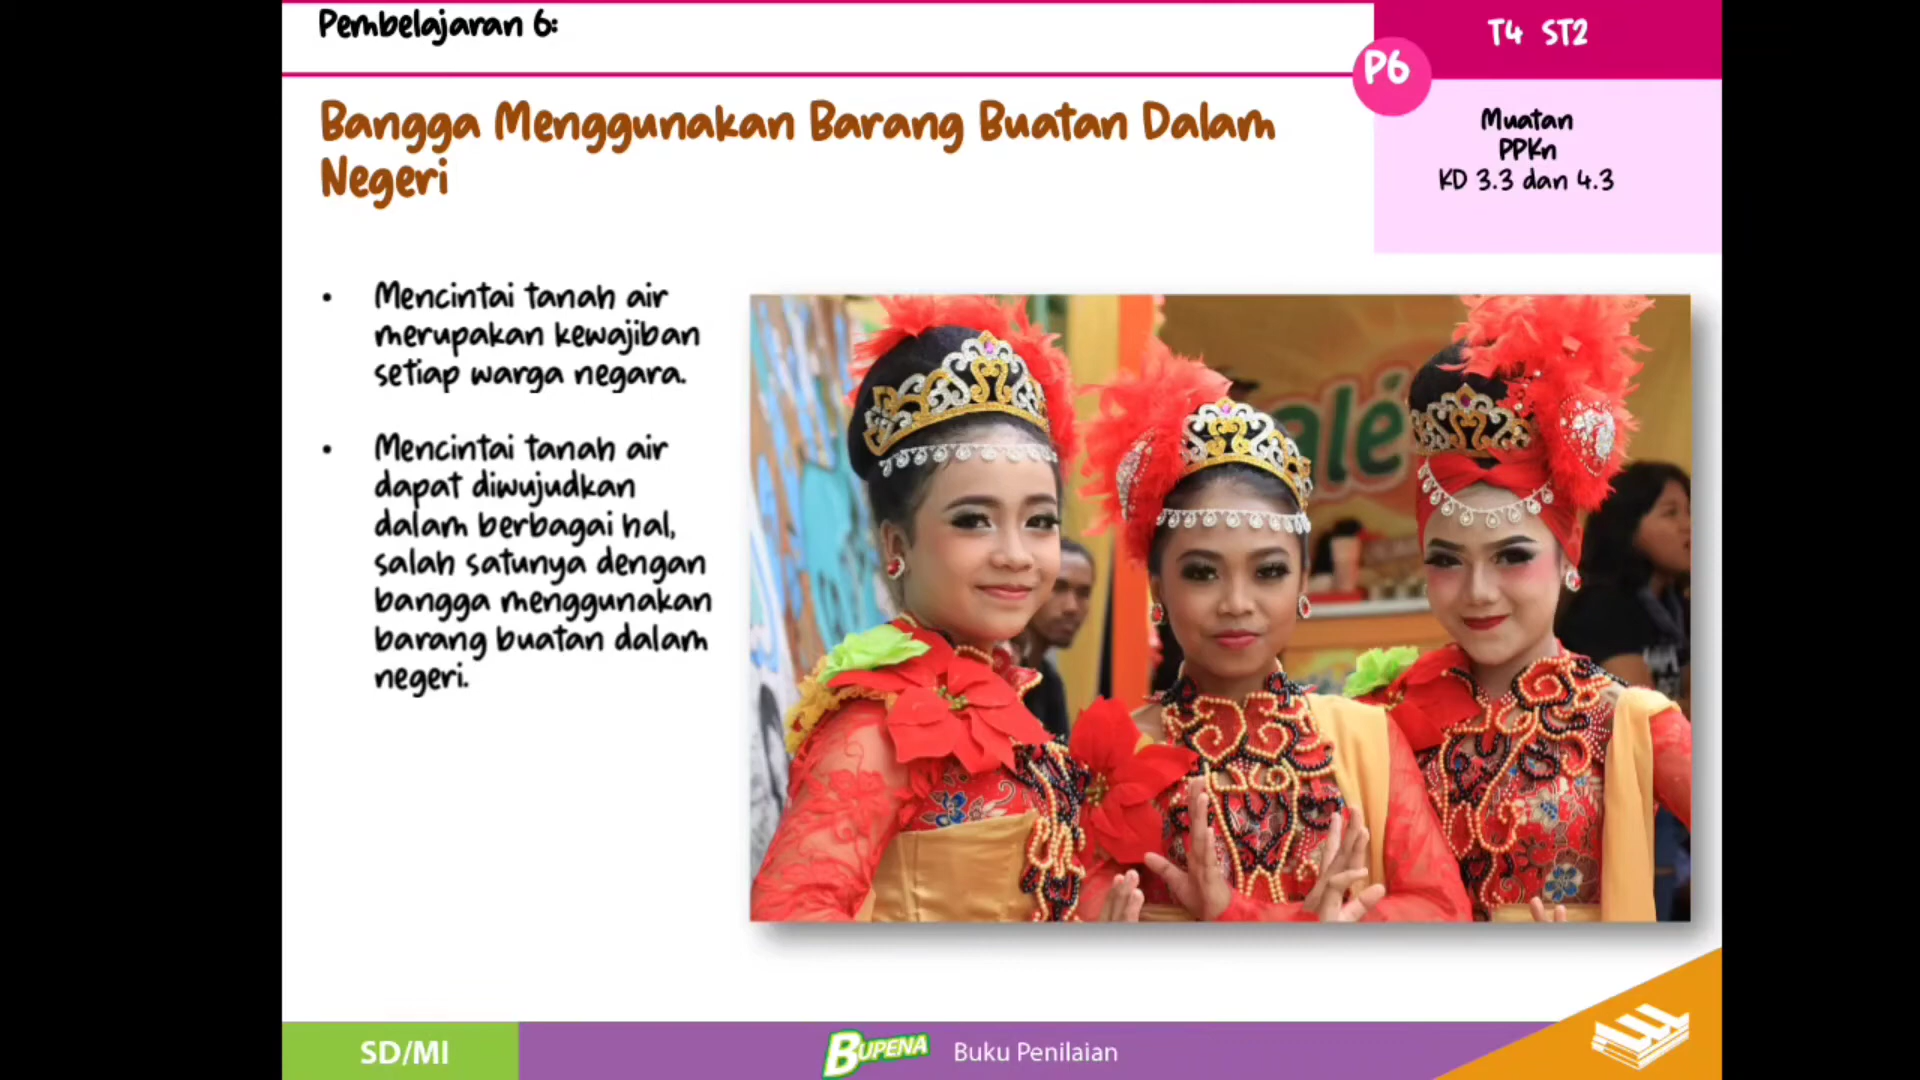 Pembelajaran 6:
T4 ST2
P6
Bangga Menggunakan Barang Buatan Dalam
Negeri
Muatan
PPKn
KD 3.3 dan 4.3
• Mencintai tanah air
merupakan kewajiban
setiap warga negara.
• Mencintai tanah air
dapat diwujudkan
dalam berbagai hal,
salah satunya dengan
bangga menggunakan
barang buatan dalam
negeri.
alé
SD/MI
BUPENA
Buku Penilaian